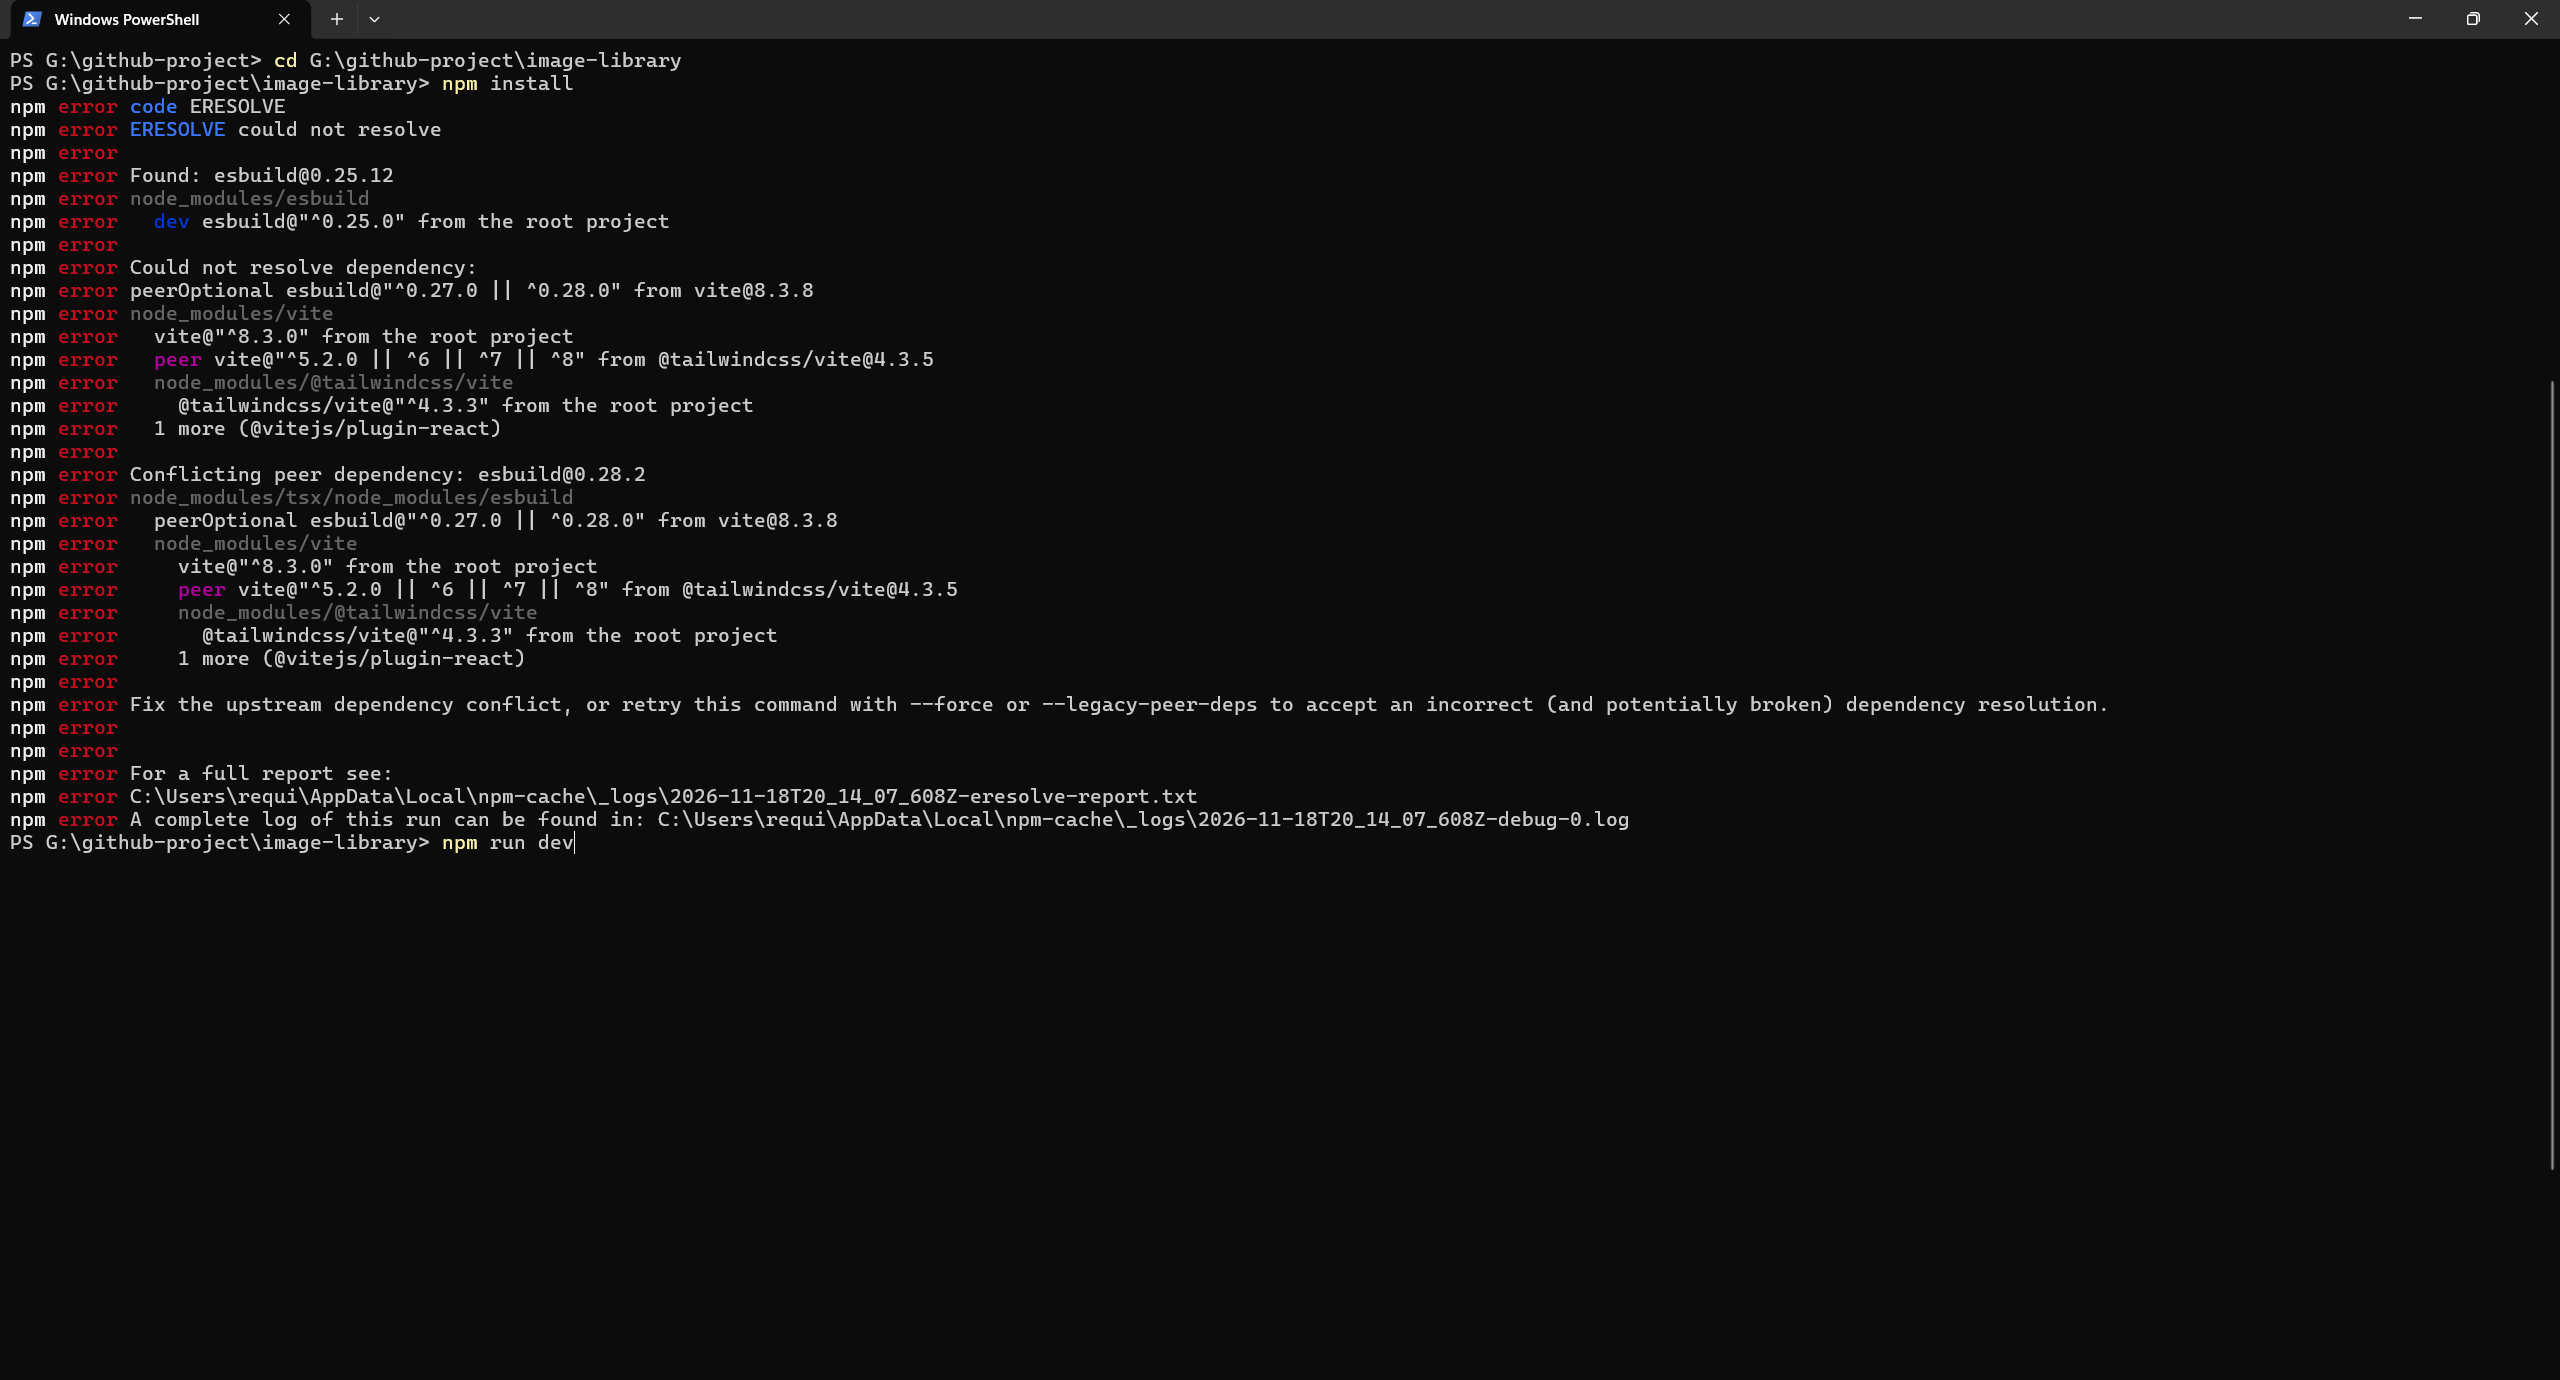 Windows PowerShell
PS G:\github-project> cd G:\github-project\image-library
PS G:\github-project\image-library> npm install
npm error code ERESOLVE
npm error ERESOLVE could not resolve
npm error
npm error Found: esbuild@0.25.12
npm error node_modules/esbuild
npm error   dev esbuild@"^0.25.0" from the root project
npm error
npm error Could not resolve dependency:
npm error peerOptional esbuild@"^0.27.0 || ^0.28.0" from vite@8.3.8
npm error node_modules/vite
npm error   vite@"^8.3.0" from the root project
npm error   peer vite@"^5.2.0 || ^6 || ^7 || ^8" from @tailwindcss/vite@4.3.5
npm error   node_modules/@tailwindcss/vite
npm error     @tailwindcss/vite@"^4.3.3" from the root project
npm error   1 more (@vitejs/plugin-react)
npm error
npm error Conflicting peer dependency: esbuild@0.28.2
npm error node_modules/tsx/node_modules/esbuild
npm error   peerOptional esbuild@"^0.27.0 || ^0.28.0" from vite@8.3.8
npm error   node_modules/vite
npm error     vite@"^8.3.0" from the root project
npm error     peer vite@"^5.2.0 || ^6 || ^7 || ^8" from @tailwindcss/vite@4.3.5
npm error     node_modules/@tailwindcss/vite
npm error       @tailwindcss/vite@"^4.3.3" from the root project
npm error     1 more (@vitejs/plugin-react)
npm error
npm error Fix the upstream dependency conflict, or retry this command with --force or --legacy-peer-deps to accept an incorrect (and potentially broken) dependency resolution.
npm error
npm error
npm error For a full report see:
npm error C:\Users\requi\AppData\Local\npm-cache\_logs\2026-11-18T20_14_07_608Z-eresolve-report.txt
npm error A complete log of this run can be found in: C:\Users\requi\AppData\Local\npm-cache\_logs\2026-11-18T20_14_07_608Z-debug-0.log
PS G:\github-project\image-library> npm run dev